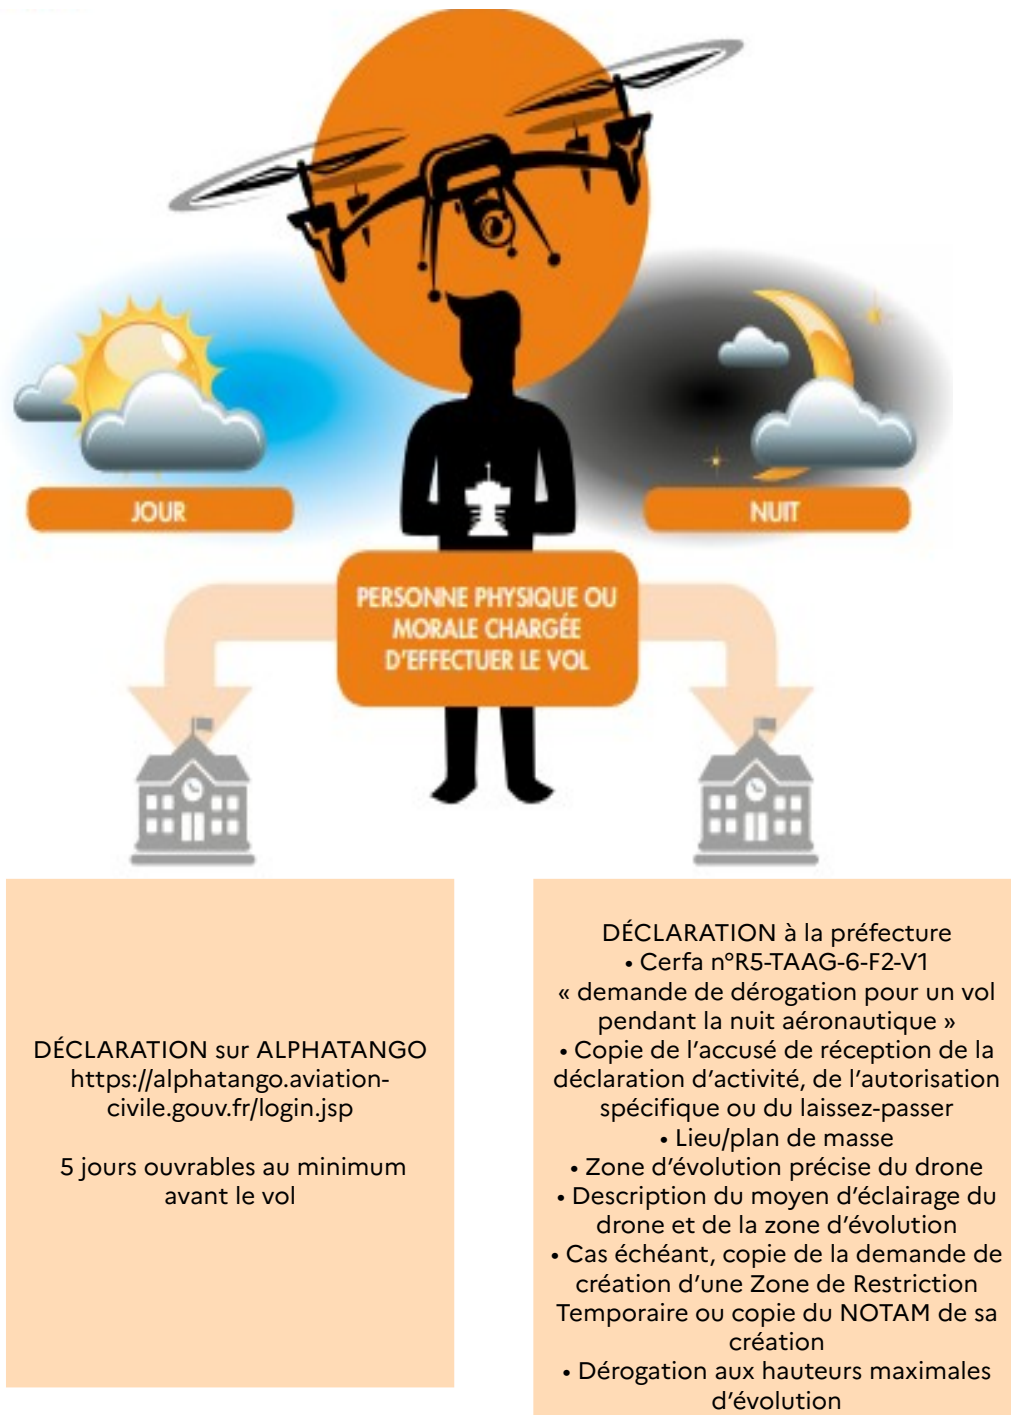 JOUR
NUIT
PERSONNE PHYSIQUE OU
MORALE CHARGÉE
D'EFFECTUER LE VOL
DÉCLARATION sur ALPHATANGO
https://alphatango.aviation-
civile.gouv.fr/login.jsp
5 jours ouvrables au minimum
avant le vol
DÉCLARATION à la préfecture
• Cerfa n°R5-TAAG-6-F2-V1
« demande de dérogation pour un vol
pendant la nuit aéronautique »
• Copie de l’accusé de réception de la
déclaration d’activité, de l’autorisation
spécifique ou du laissez-passer
• Lieu/plan de masse
• Zone d’évolution précise du drone
• Description du moyen d’éclairage du
drone et de la zone d’évolution
• Cas échéant, copie de la demande de
création d’une Zone de Restriction
Temporaire ou copie du NOTAM de sa
création
• Dérogation aux hauteurs maximales
d’évolution